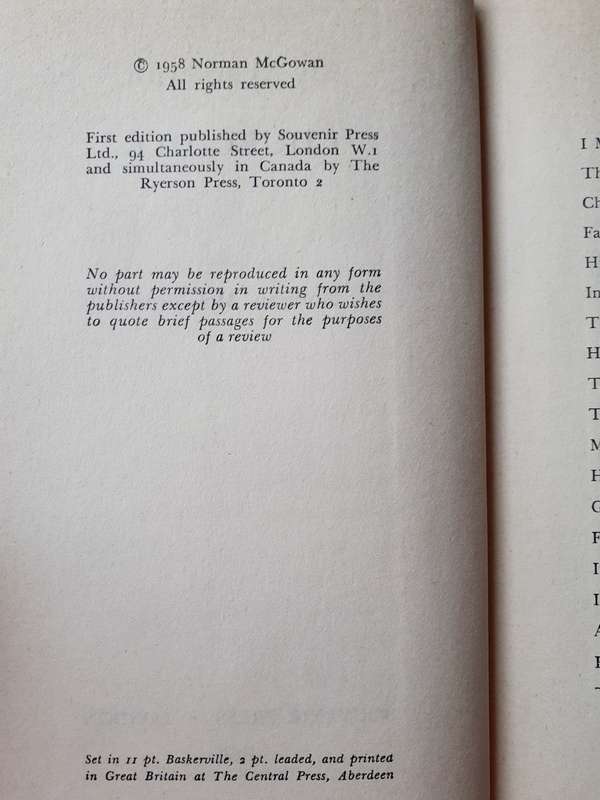 © 1958 Norman McGowan
All rights reserved
First edition published by Souvenir Press
Ltd., 94 Charlotte Street, London W.1
and simultaneously in Canada by The
Ryerson Press, Toronto 2
No part may be reproduced in any form
without permission in writing from the
publishers except by a reviewer who wishes
to quote brief passages for the purposes
of a review
Set in 11 pt. Baskerville, 2 pt. leaded, and printed
in Great Britain at The Central Press, Aberdeen